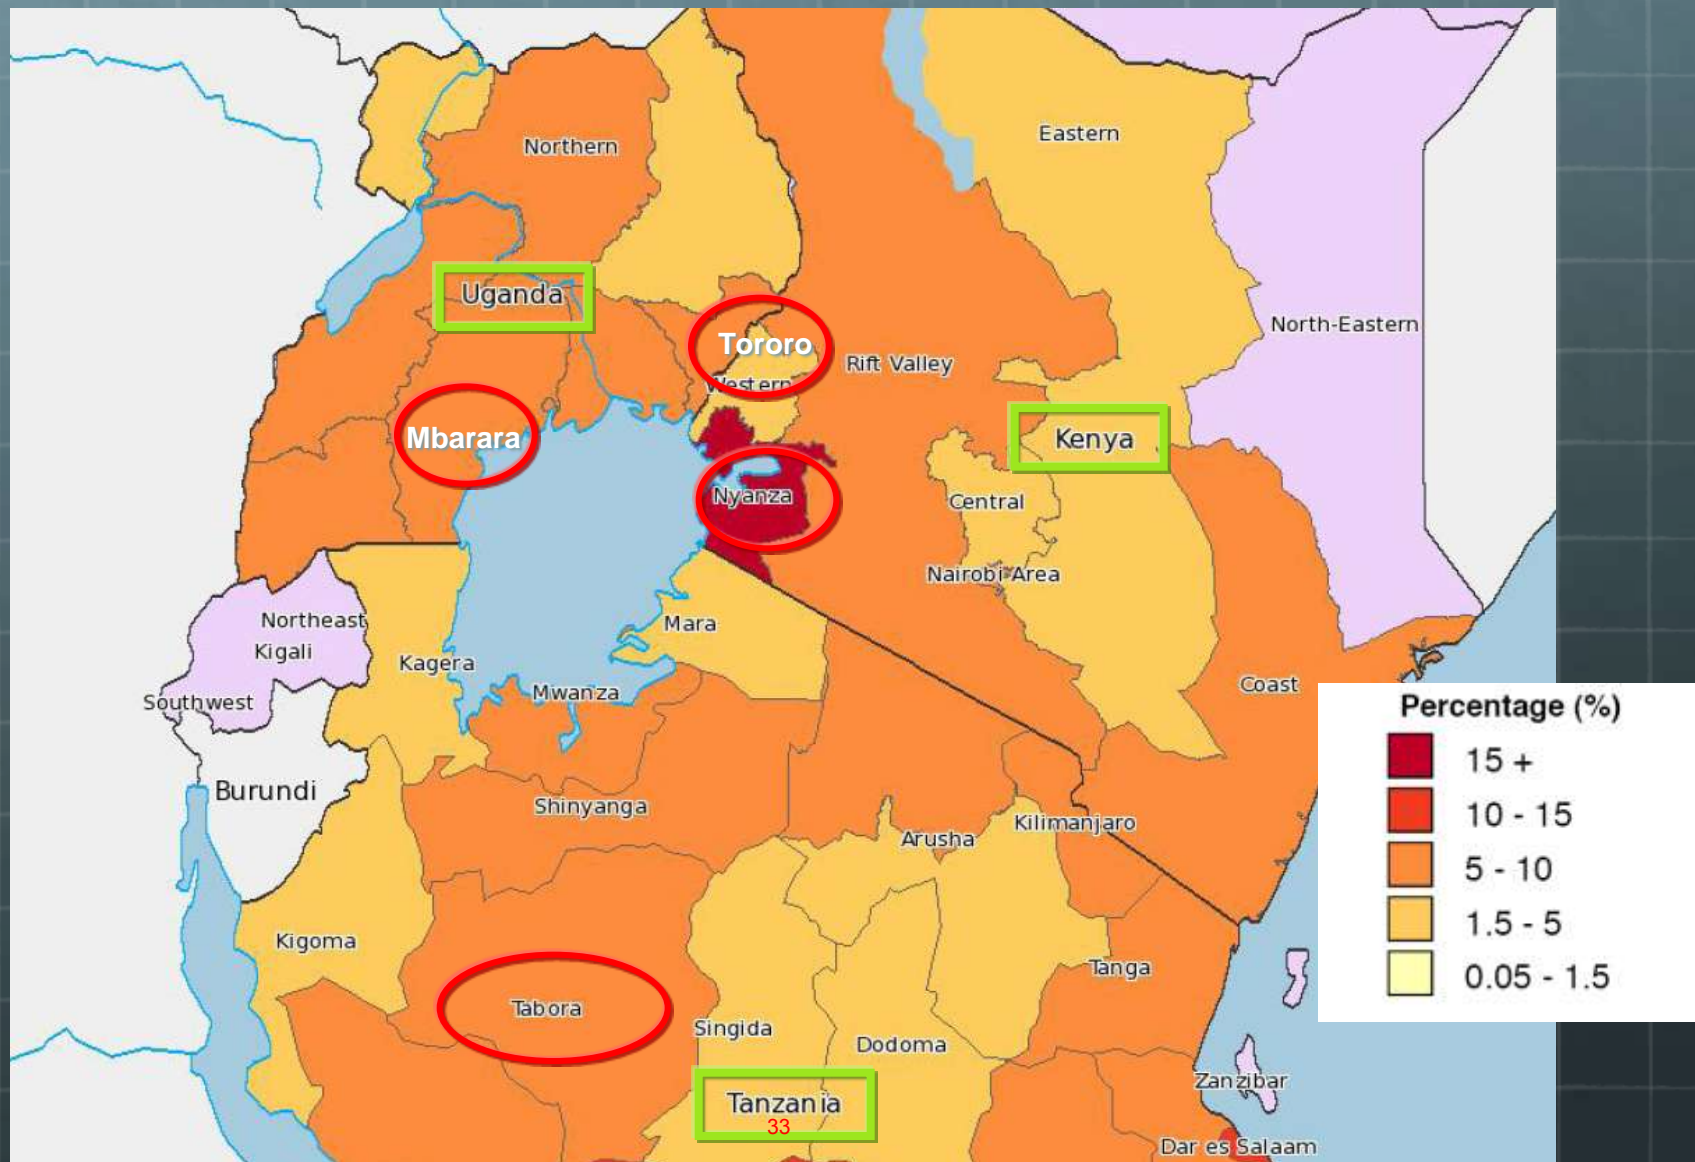 Eastern
Northern
Uganda
North-Eastern
Tororo
Rift Valley
Western
Mbarara
Kenya
Nyanza
Central
Nairobi Area
Northeast
Mara
Kigali
Kagera
Coast
Mwanza
Southwest
Percentage (%)
15 +
10 - 15
5 - 10
1.5 - 5
0.05 - 1.5
Burundi
Shinyanga
Kilimanjaro
Arusha
Kigoma
Tanga
Tabora
Singida
Dodoma
Zanzibar
Tanzania
33
Dar es Salaam